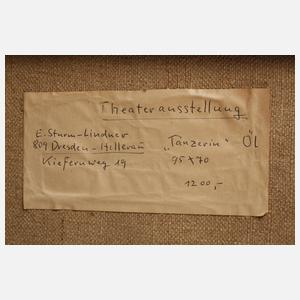 Theaterausstellung
E. Sturm-Lindner
809 Dresden-Hellerau „Tänzerin“ Öl
Kiefernweg 19 95 x 70
1200,-